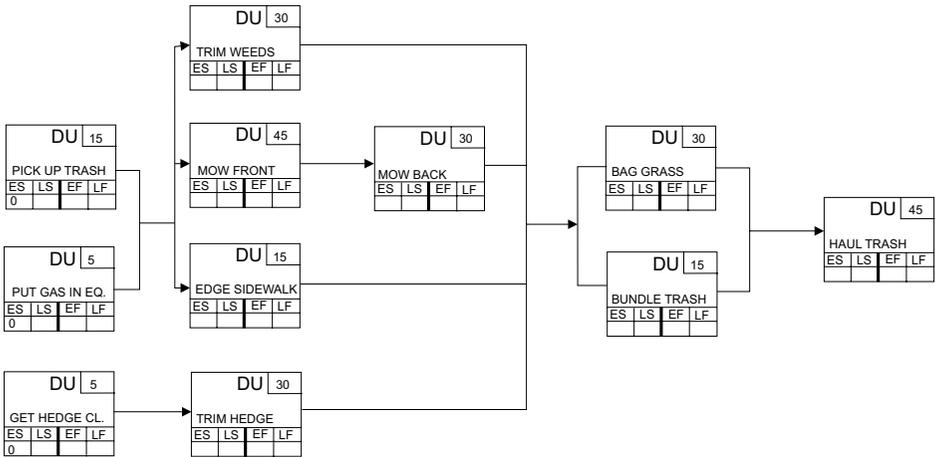 DU 30
TRIM WEEDS
ES LS EF LF
DU 15
PICK UP TRASH
ES LS EF LF
0
DU 45
MOW FRONT
ES LS EF LF
DU 30
MOW BACK
ES LS EF LF
DU 30
BAG GRASS
ES LS EF LF
DU 45
HAUL TRASH
ES LS EF LF
DU 5
PUT GAS IN EQ.
ES LS EF LF
0
DU 15
EDGE SIDEWALK
ES LS EF LF
DU 15
BUNDLE TRASH
ES LS EF LF
DU 5
GET HEDGE CL.
ES LS EF LF
0
DU 30
TRIM HEDGE
ES LS EF LF